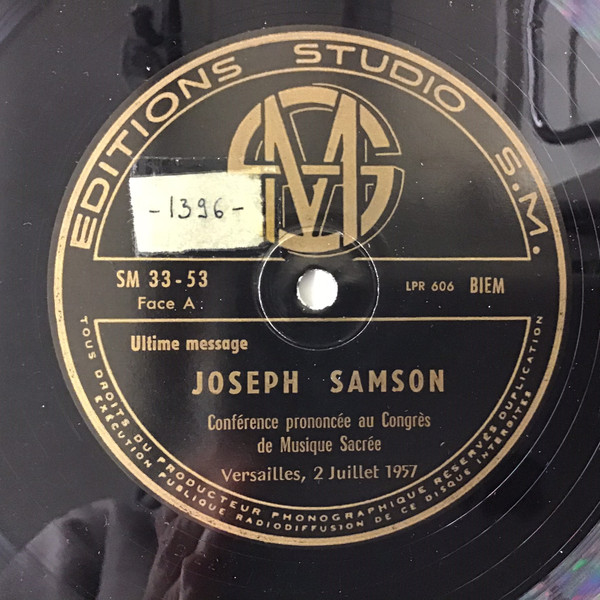 EDITIONS STUDIO S.M.
SMG
-1396-
SM 33-53
Face A :
LPR 606 BIEM
Ultime message
JOSEPH SAMSON
Conférence prononcée au Congrès
de Musique Sacrée
Versailles, 2 Juillet 1957
TOUS DROITS DU PRODUCTEUR PHONOGRAPHIQUE RESERVÉS DUPLICATION
EXÉCUTION PUBLIQUE RADIODIFFUSION DE CE DISQUE INTERDITES